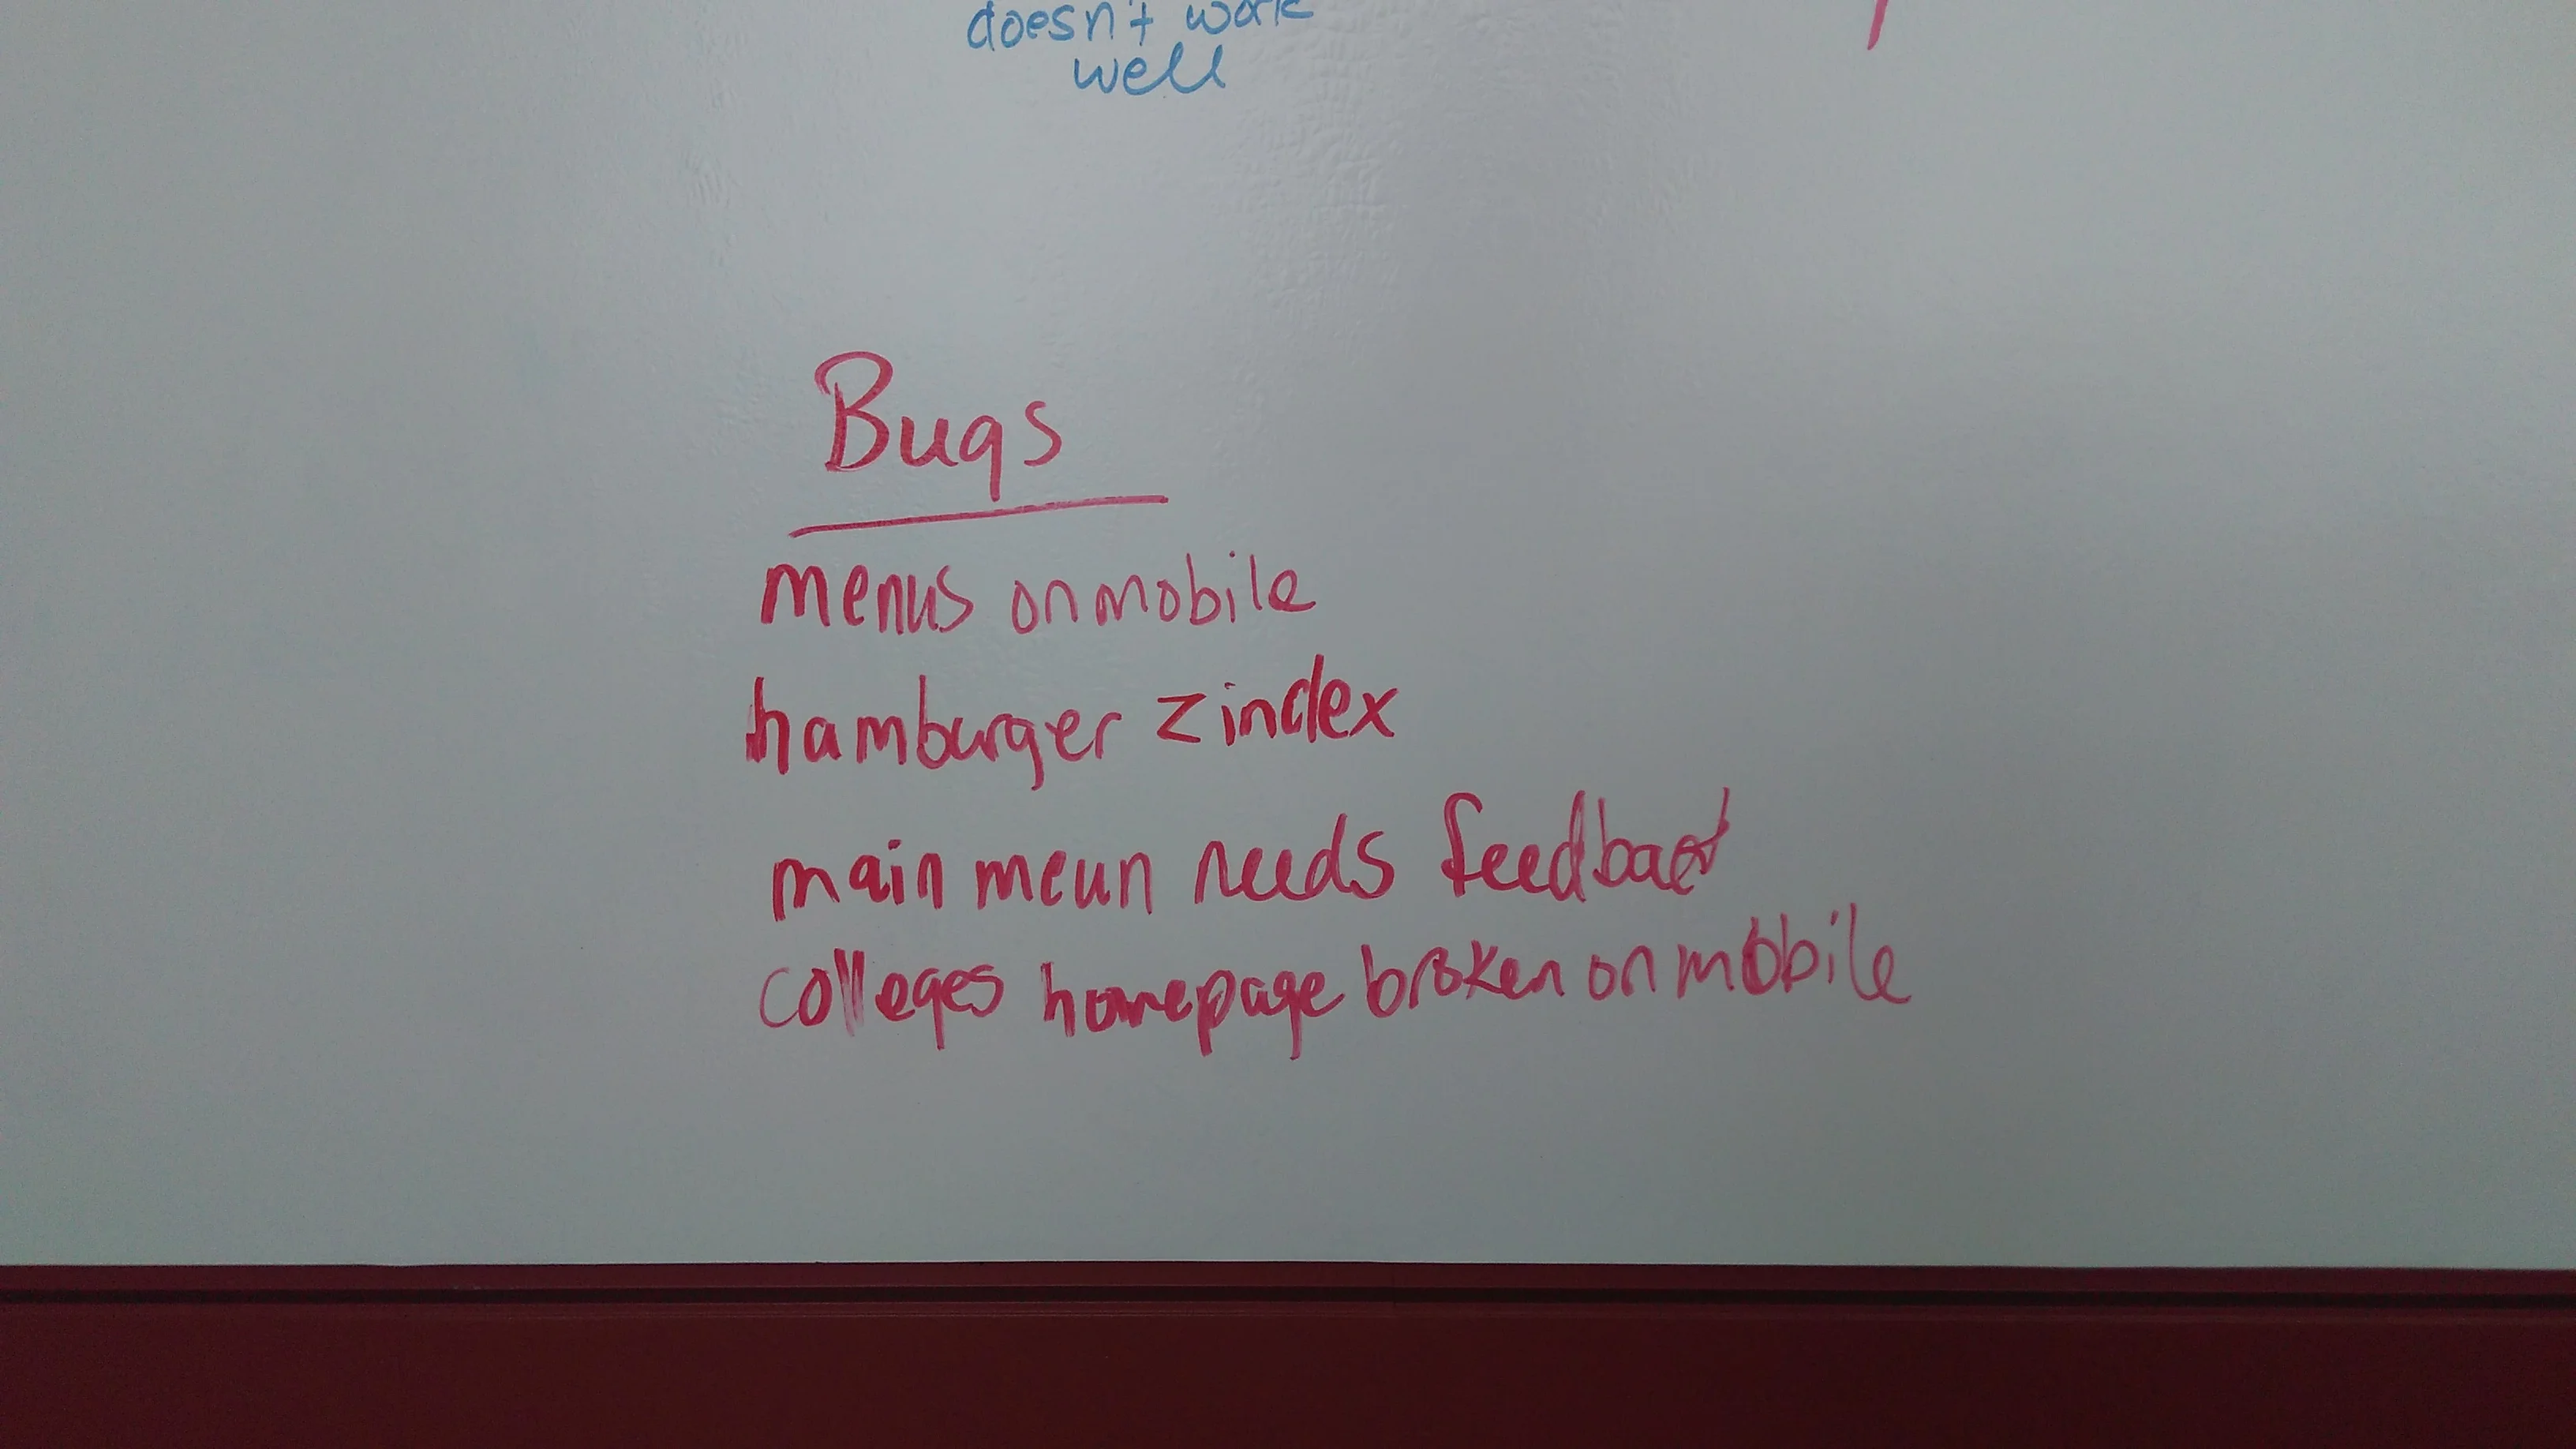 doesn't work
well
Bugs
menus on mobile
hamburger z index
main meun needs feedback
colleges homepage broken on mobile